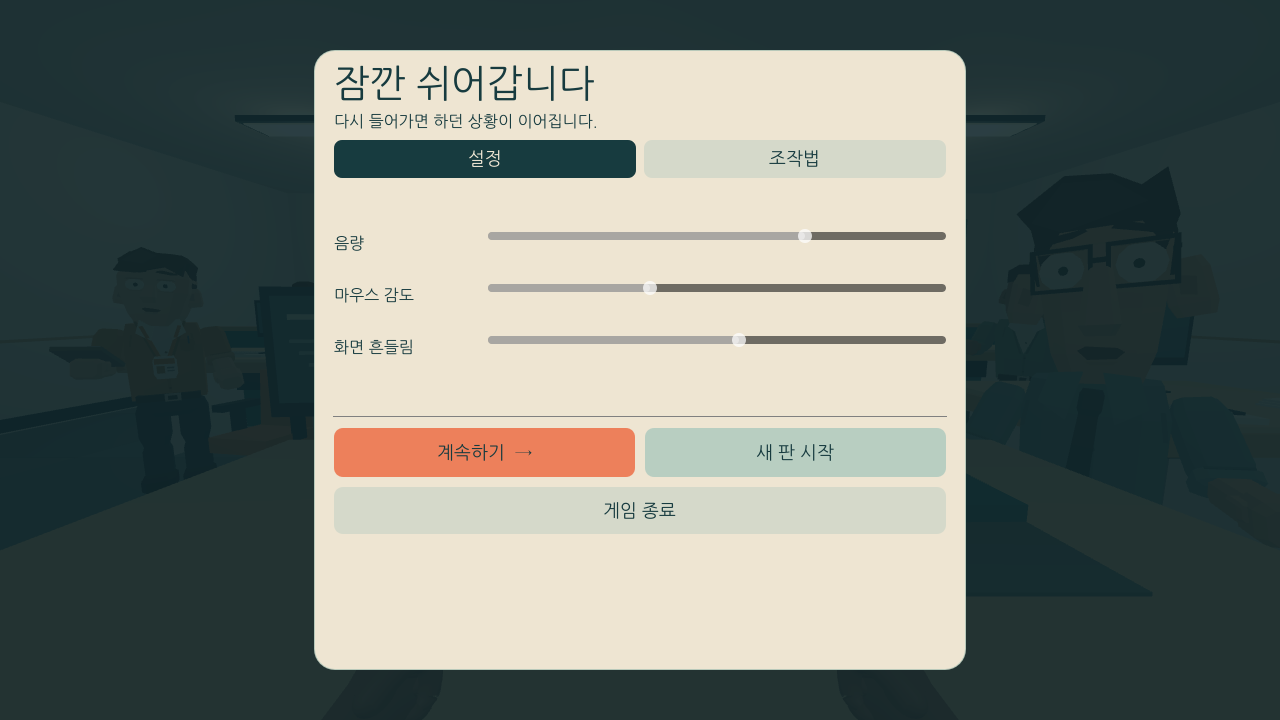 잠깐 쉬어갑니다
다시 들어가면 하던 상황이 이어집니다.
설정
조작법
음량
마우스 감도
화면 흔들림
계속하기 →
새 판 시작
게임 종료